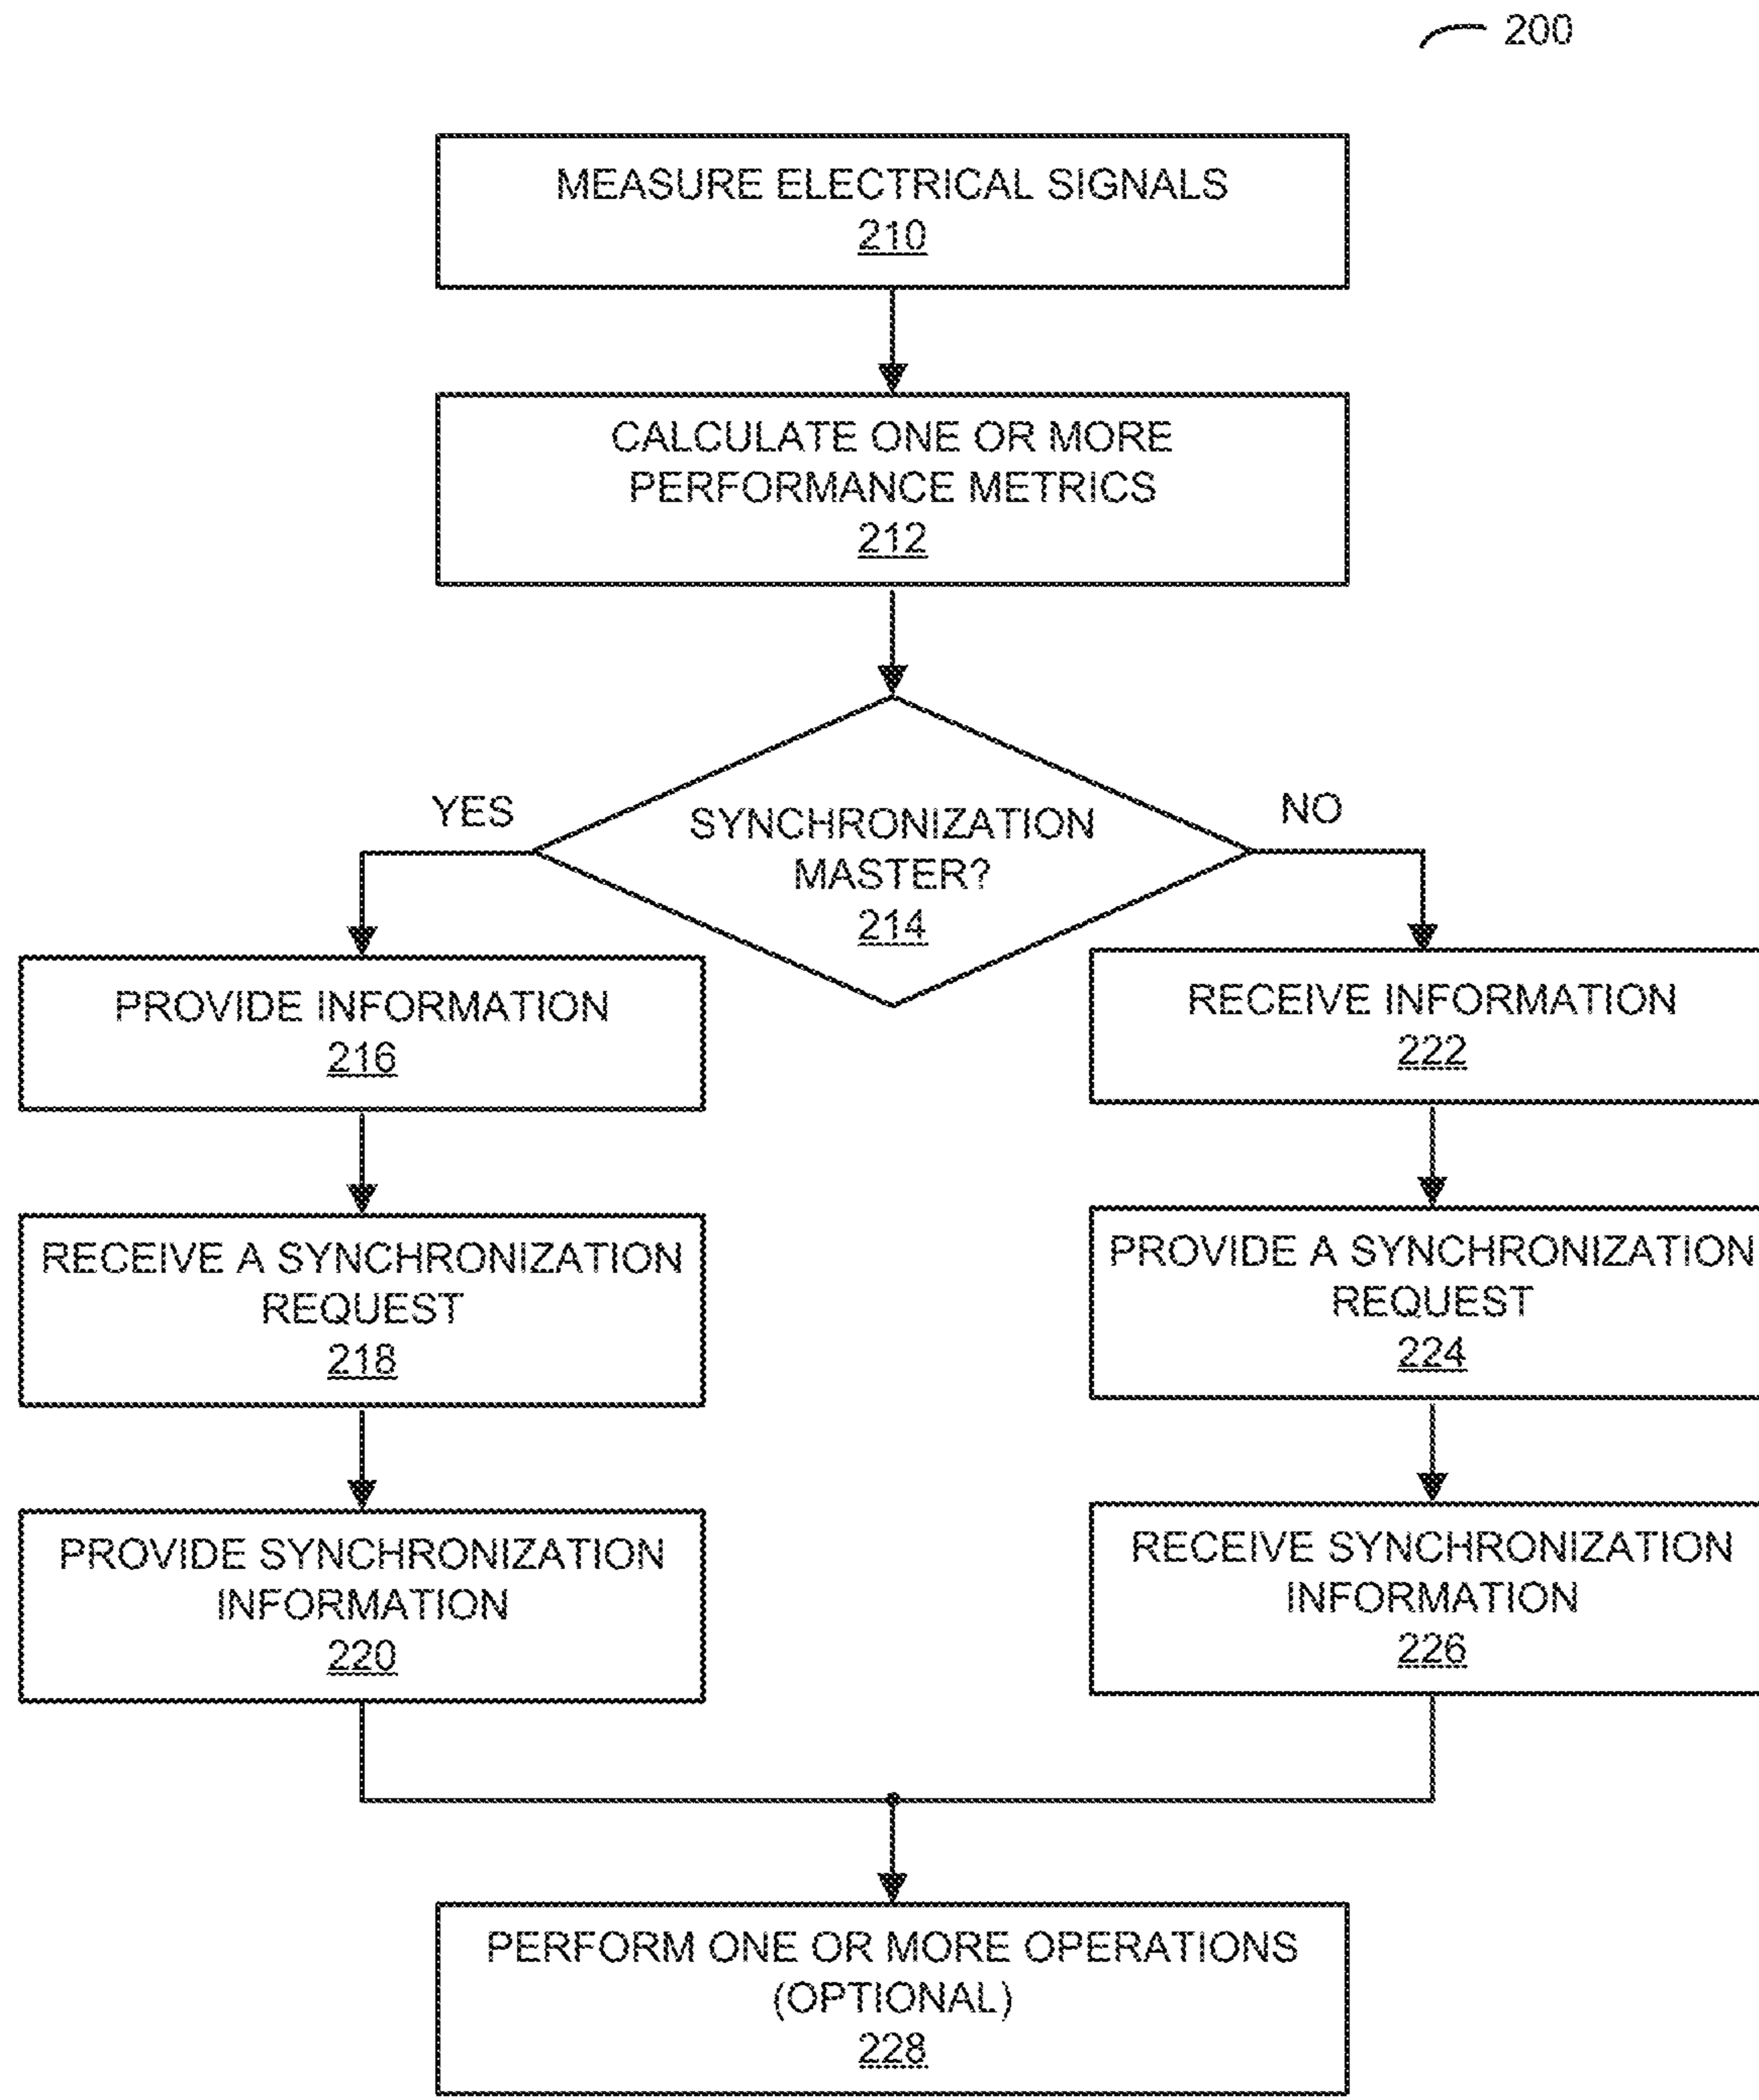 200
MEASURE ELECTRICAL SIGNALS
210
CALCULATE ONE OR MORE
PERFORMANCE METRICS
212
SYNCHRONIZATION
MASTER?
214
YES
NO
PROVIDE INFORMATION
216
RECEIVE A SYNCHRONIZATION
REQUEST
218
PROVIDE SYNCHRONIZATION
INFORMATION
220
RECEIVE INFORMATION
222
PROVIDE A SYNCHRONIZATION
REQUEST
224
RECEIVE SYNCHRONIZATION
INFORMATION
226
PERFORM ONE OR MORE OPERATIONS
(OPTIONAL)
228